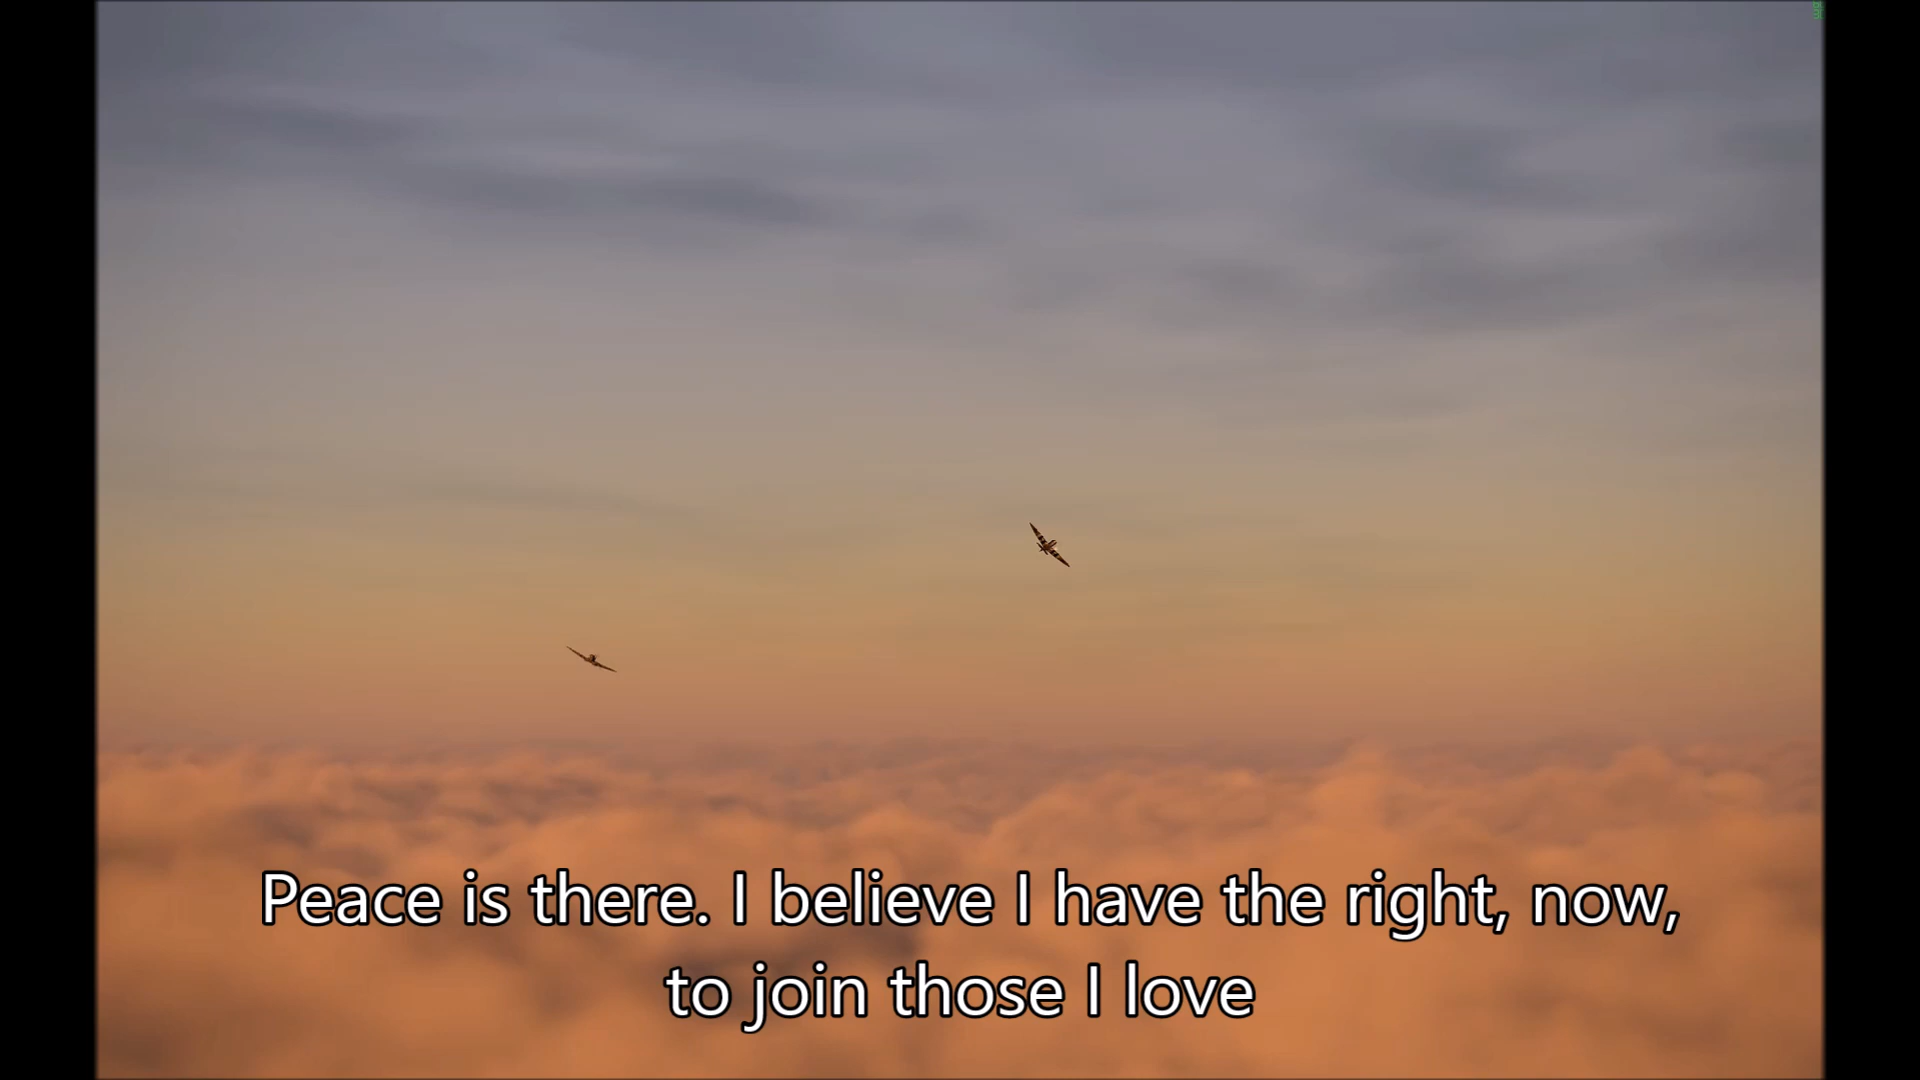 Peace is there. I believe I have the right, now,
to join those I love